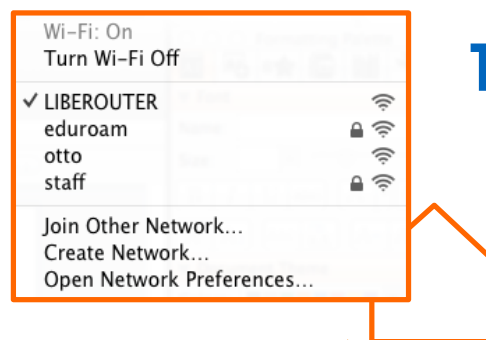 Wi-Fi: On
Turn Wi-Fi Off
✓ LIBEROUTER
eduroam
otto
staff
Join Other Network...
Create Network...
Open Network Preferences...